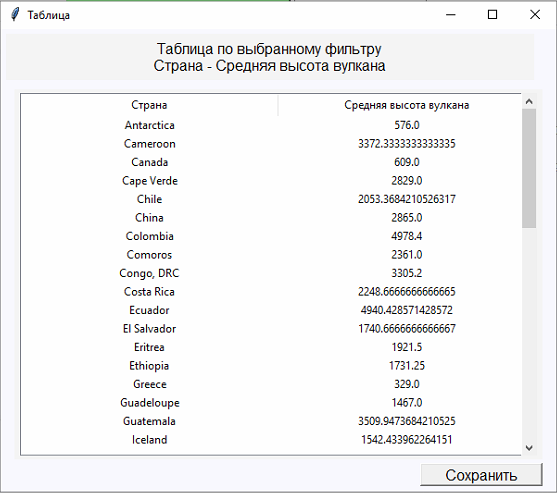 Таблица
Таблица по выбранному фильтру
Страна - Средняя высота вулкана
Страна Средняя высота вулкана
Antarctica 576.0
Cameroon 3372.3333333333335
Canada 609.0
Cape Verde 2829.0
Chile 2053.3684210526317
China 2865.0
Colombia 4978.4
Comoros 2361.0
Congo, DRC 3305.2
Costa Rica 2248.6666666666665
Ecuador 4940.428571428572
El Salvador 1740.6666666666667
Eritrea 1921.5
Ethiopia 1731.25
Greece 329.0
Guadeloupe 1467.0
Guatemala 3509.9473684210525
Iceland 1542.433962264151
Сохранить